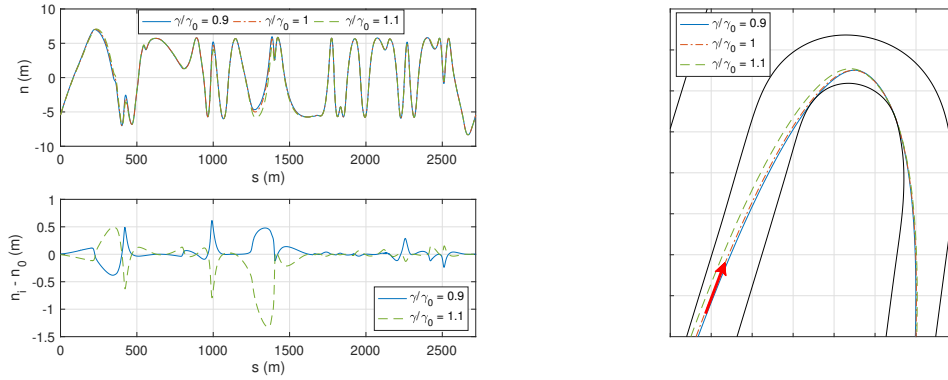 γ/γ0 = 0.9 γ/γ0 = 1 γ/γ0 = 1.1
10
5
0
-5
-10
n (m)
0 500 1000 1500 2000 2500
s (m)
1
0.5
0
-0.5
-1
-1.5
ni - n0 (m)
γ/γ0 = 0.9
γ/γ0 = 1.1
0 500 1000 1500 2000 2500
s (m)
γ/γ0 = 0.9
γ/γ0 = 1
γ/γ0 = 1.1